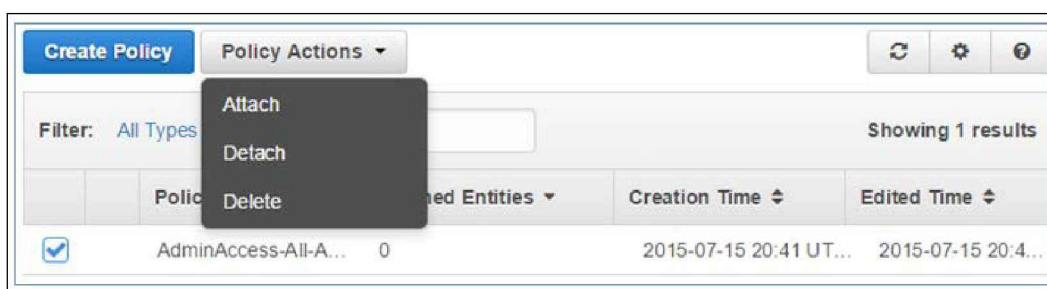 Create Policy Policy Actions
Attach
Filter: All Types Showing 1 results
Detach
Polic Delete ned Entities Creation Time Edited Time
AdminAccess-All-A... 0 2015-07-15 20:41 UT... 2015-07-15 20:4...